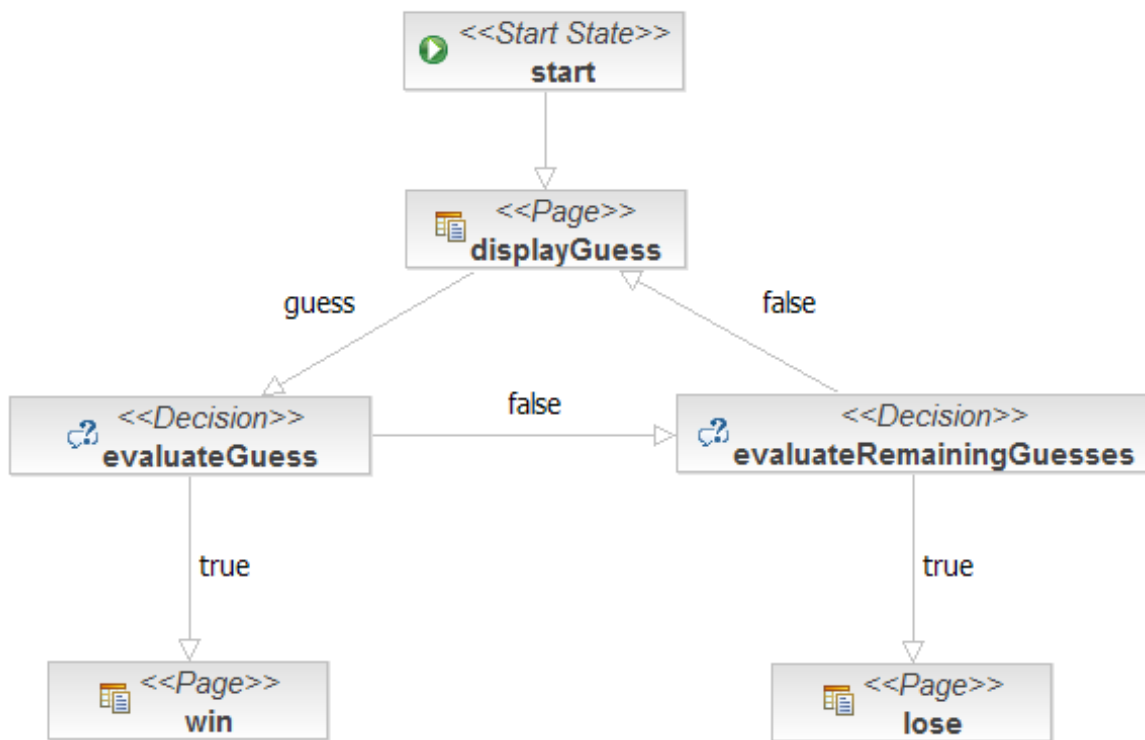 <<Start State>>
start
<<Page>>
displayGuess
guess
false
<<Decision>>
evaluateGuess
false
<<Decision>>
evaluateRemainingGuesses
true
true
<<Page>>
win
<<Page>>
lose